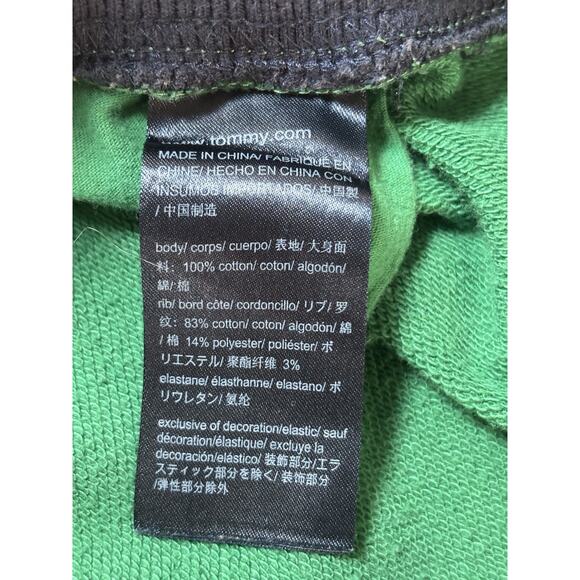 www.tommy.com
MADE IN CHINA/ FABRIQUÉ EN
CHINE/ HECHO EN CHINA CON
INSUMOS IMPORTADOS/ 中国製
/ 中国制造
body/ corps/ cuerpo/ 表地/ 大身面
料: 100% cotton/ coton/ algodón/
綿/ 棉
rib/ bord côte/ cordoncillo/ リブ/ 罗
纹: 83% cotton/ coton/ algodón/ 綿
/ 棉 14% polyester/ poliéster/ ポ
リエステル/ 聚酯纤维 3%
elastane/ élasthanne/ elastano/ ポ
リウレタン/ 氨纶
exclusive of decoration/elastic/ sauf
décoration/élastique/ excluye la
decoración/elástico/ 装飾部分/エラ
スティック部分を除く/ 装饰部分
/弹性部分除外